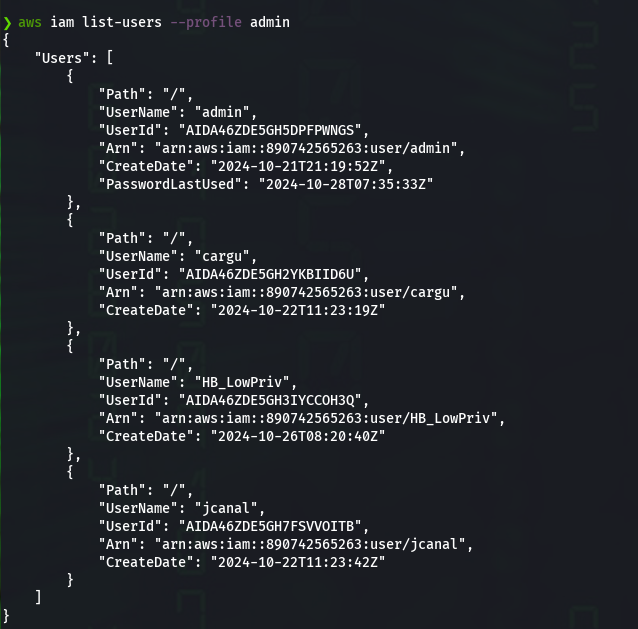 ❯ aws iam list-users --profile admin
{
    "Users": [
        {
            "Path": "/",
            "UserName": "admin",
            "UserId": "AIDA46ZDE5GH5DPFPWNGS",
            "Arn": "arn:aws:iam::890742565263:user/admin",
            "CreateDate": "2024-10-21T21:19:52Z",
            "PasswordLastUsed": "2024-10-28T07:35:33Z"
        },
        {
            "Path": "/",
            "UserName": "cargu",
            "UserId": "AIDA46ZDE5GH2YKBIID6U",
            "Arn": "arn:aws:iam::890742565263:user/cargu",
            "CreateDate": "2024-10-22T11:23:19Z"
        },
        {
            "Path": "/",
            "UserName": "HB_LowPriv",
            "UserId": "AIDA46ZDE5GH3IYCCOH3Q",
            "Arn": "arn:aws:iam::890742565263:user/HB_LowPriv",
            "CreateDate": "2024-10-26T08:20:40Z"
        },
        {
            "Path": "/",
            "UserName": "jcanal",
            "UserId": "AIDA46ZDE5GH7FSVVOITB",
            "Arn": "arn:aws:iam::890742565263:user/jcanal",
            "CreateDate": "2024-10-22T11:23:42Z"
        }
    ]
}